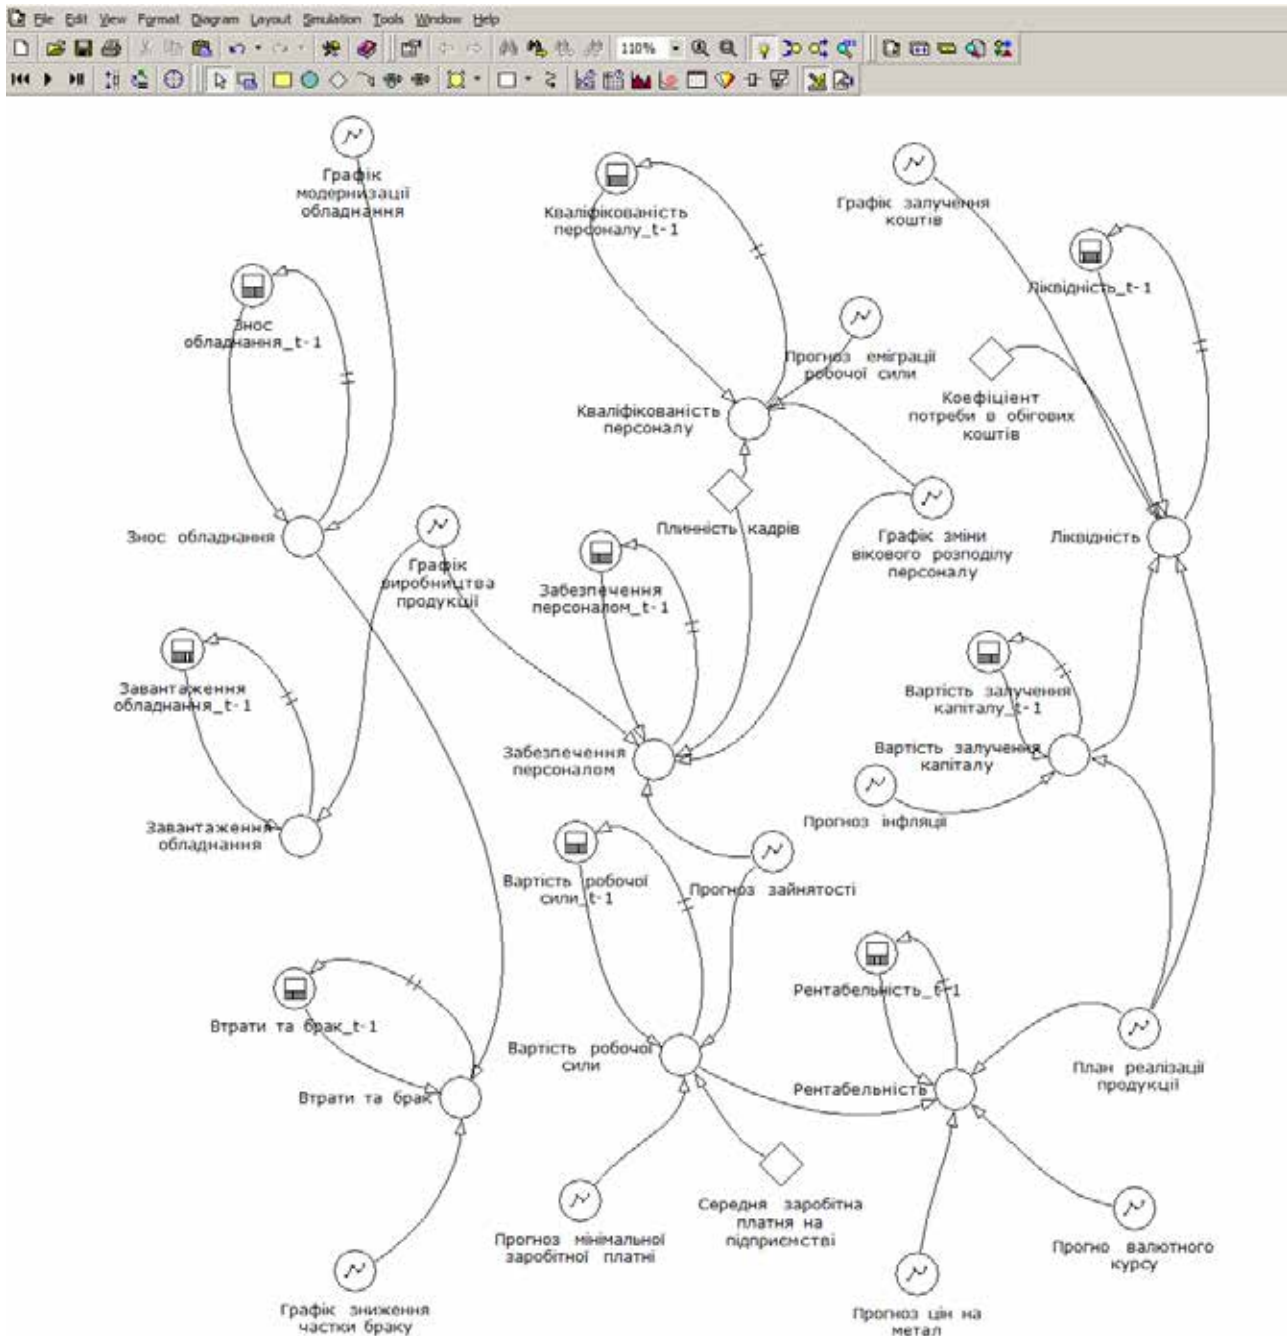 File Edit View Format Diagram Layout Simulation Tools Window Help
110%
Графік
модернизації
обладнання
Кваліфікованість
персоналу_t-1
Графік залучення
коштів
Ліквідність_t-1
Знос
обладнання_t-1
Прогноз еміграції
робочої сили
Коефіцієнт
потреби в обігових
коштів
Кваліфікованість
персоналу
Плинність кадрів
Знос обладнання
Графік
виробництва
продукції
Графік зміни
вікового розподілу
персоналу
Ліквідність
Забезпечення
персоналом_t-1
Завантаження
обладнання_t-1
Вартість залучення
капіталу_t-1
Забезпечення
персоналом
Вартість залучення
капіталу
Прогноз інфляції
Завантаження
обладнання
Вартість робочої
сили_t-1
Прогноз зайнятості
Рентабельність_t-1
Втрати та брак_t-1
Вартість робочої
сили
План реалізації
продукції
Рентабельність
Втрати та брак
Середня заробітна
платня на
підприємстві
Прогноз мінімальної
заробітної платні
Прогно валютного
курсу
Графік зниження
частки браку
Прогноз цін на
метал